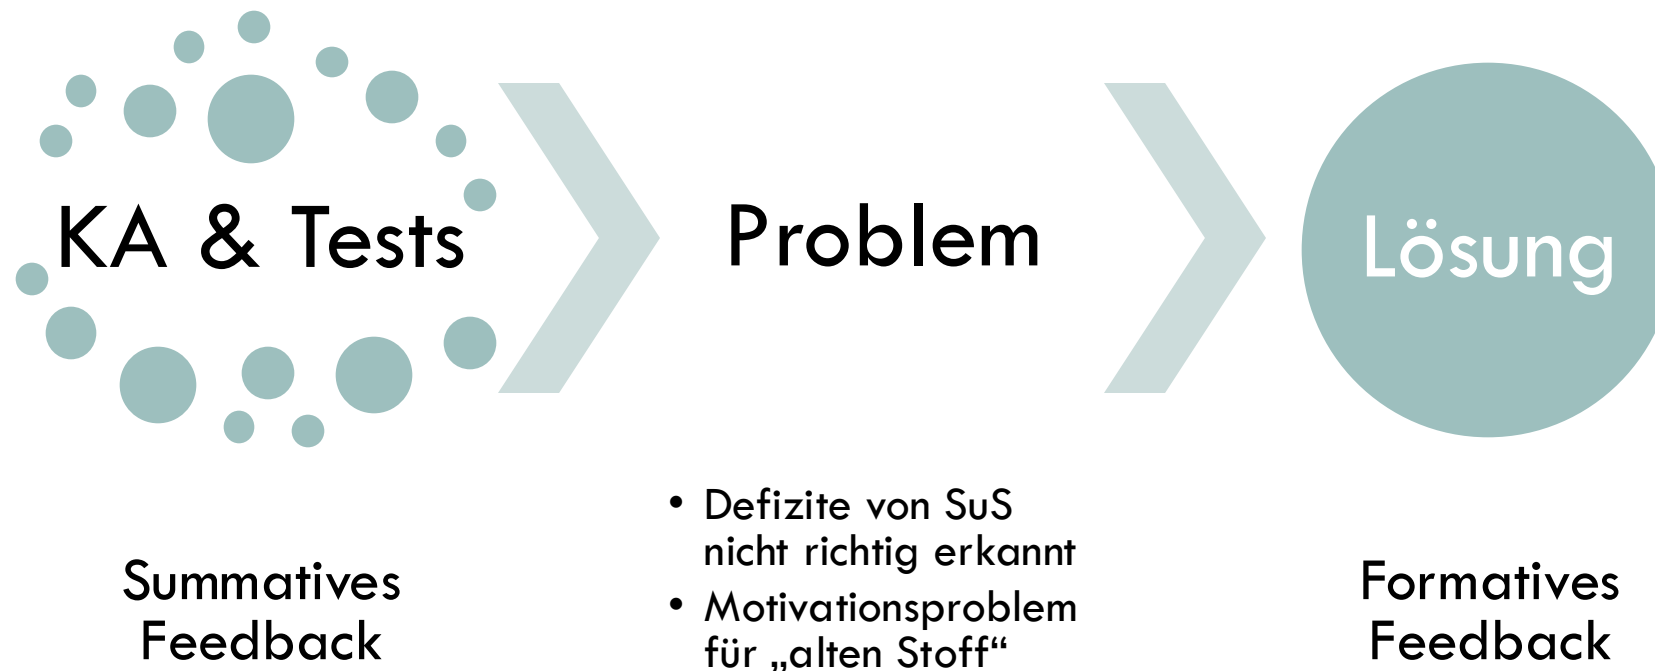 KA & Tests
Problem
Lösung
Summatives
Feedback
• Defizite von SuS
nicht richtig erkannt
• Motivationsproblem
für „alten Stoff“
Formatives
Feedback